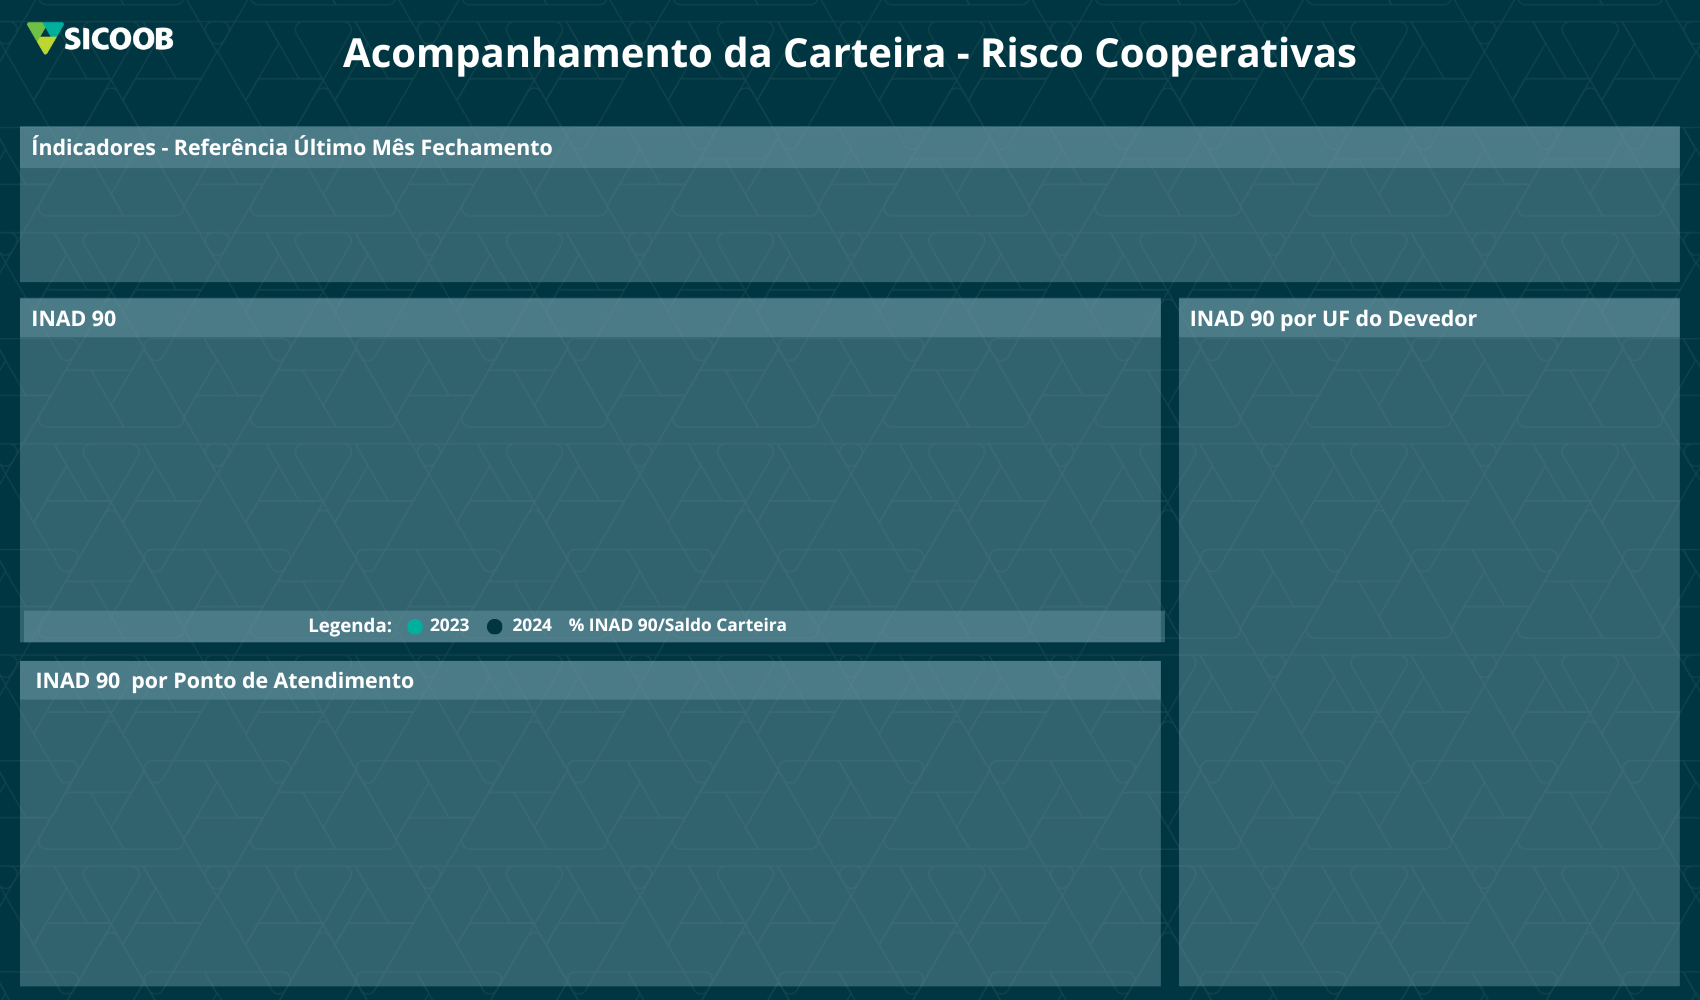 SICOOB
Acompanhamento da Carteira - Risco Cooperativas
Índicadores - Referência Último Mês Fechamento
INAD 90
INAD 90 por UF do Devedor
Legenda: 2023 2024 % INAD 90/Saldo Carteira
INAD 90 por Ponto de Atendimento